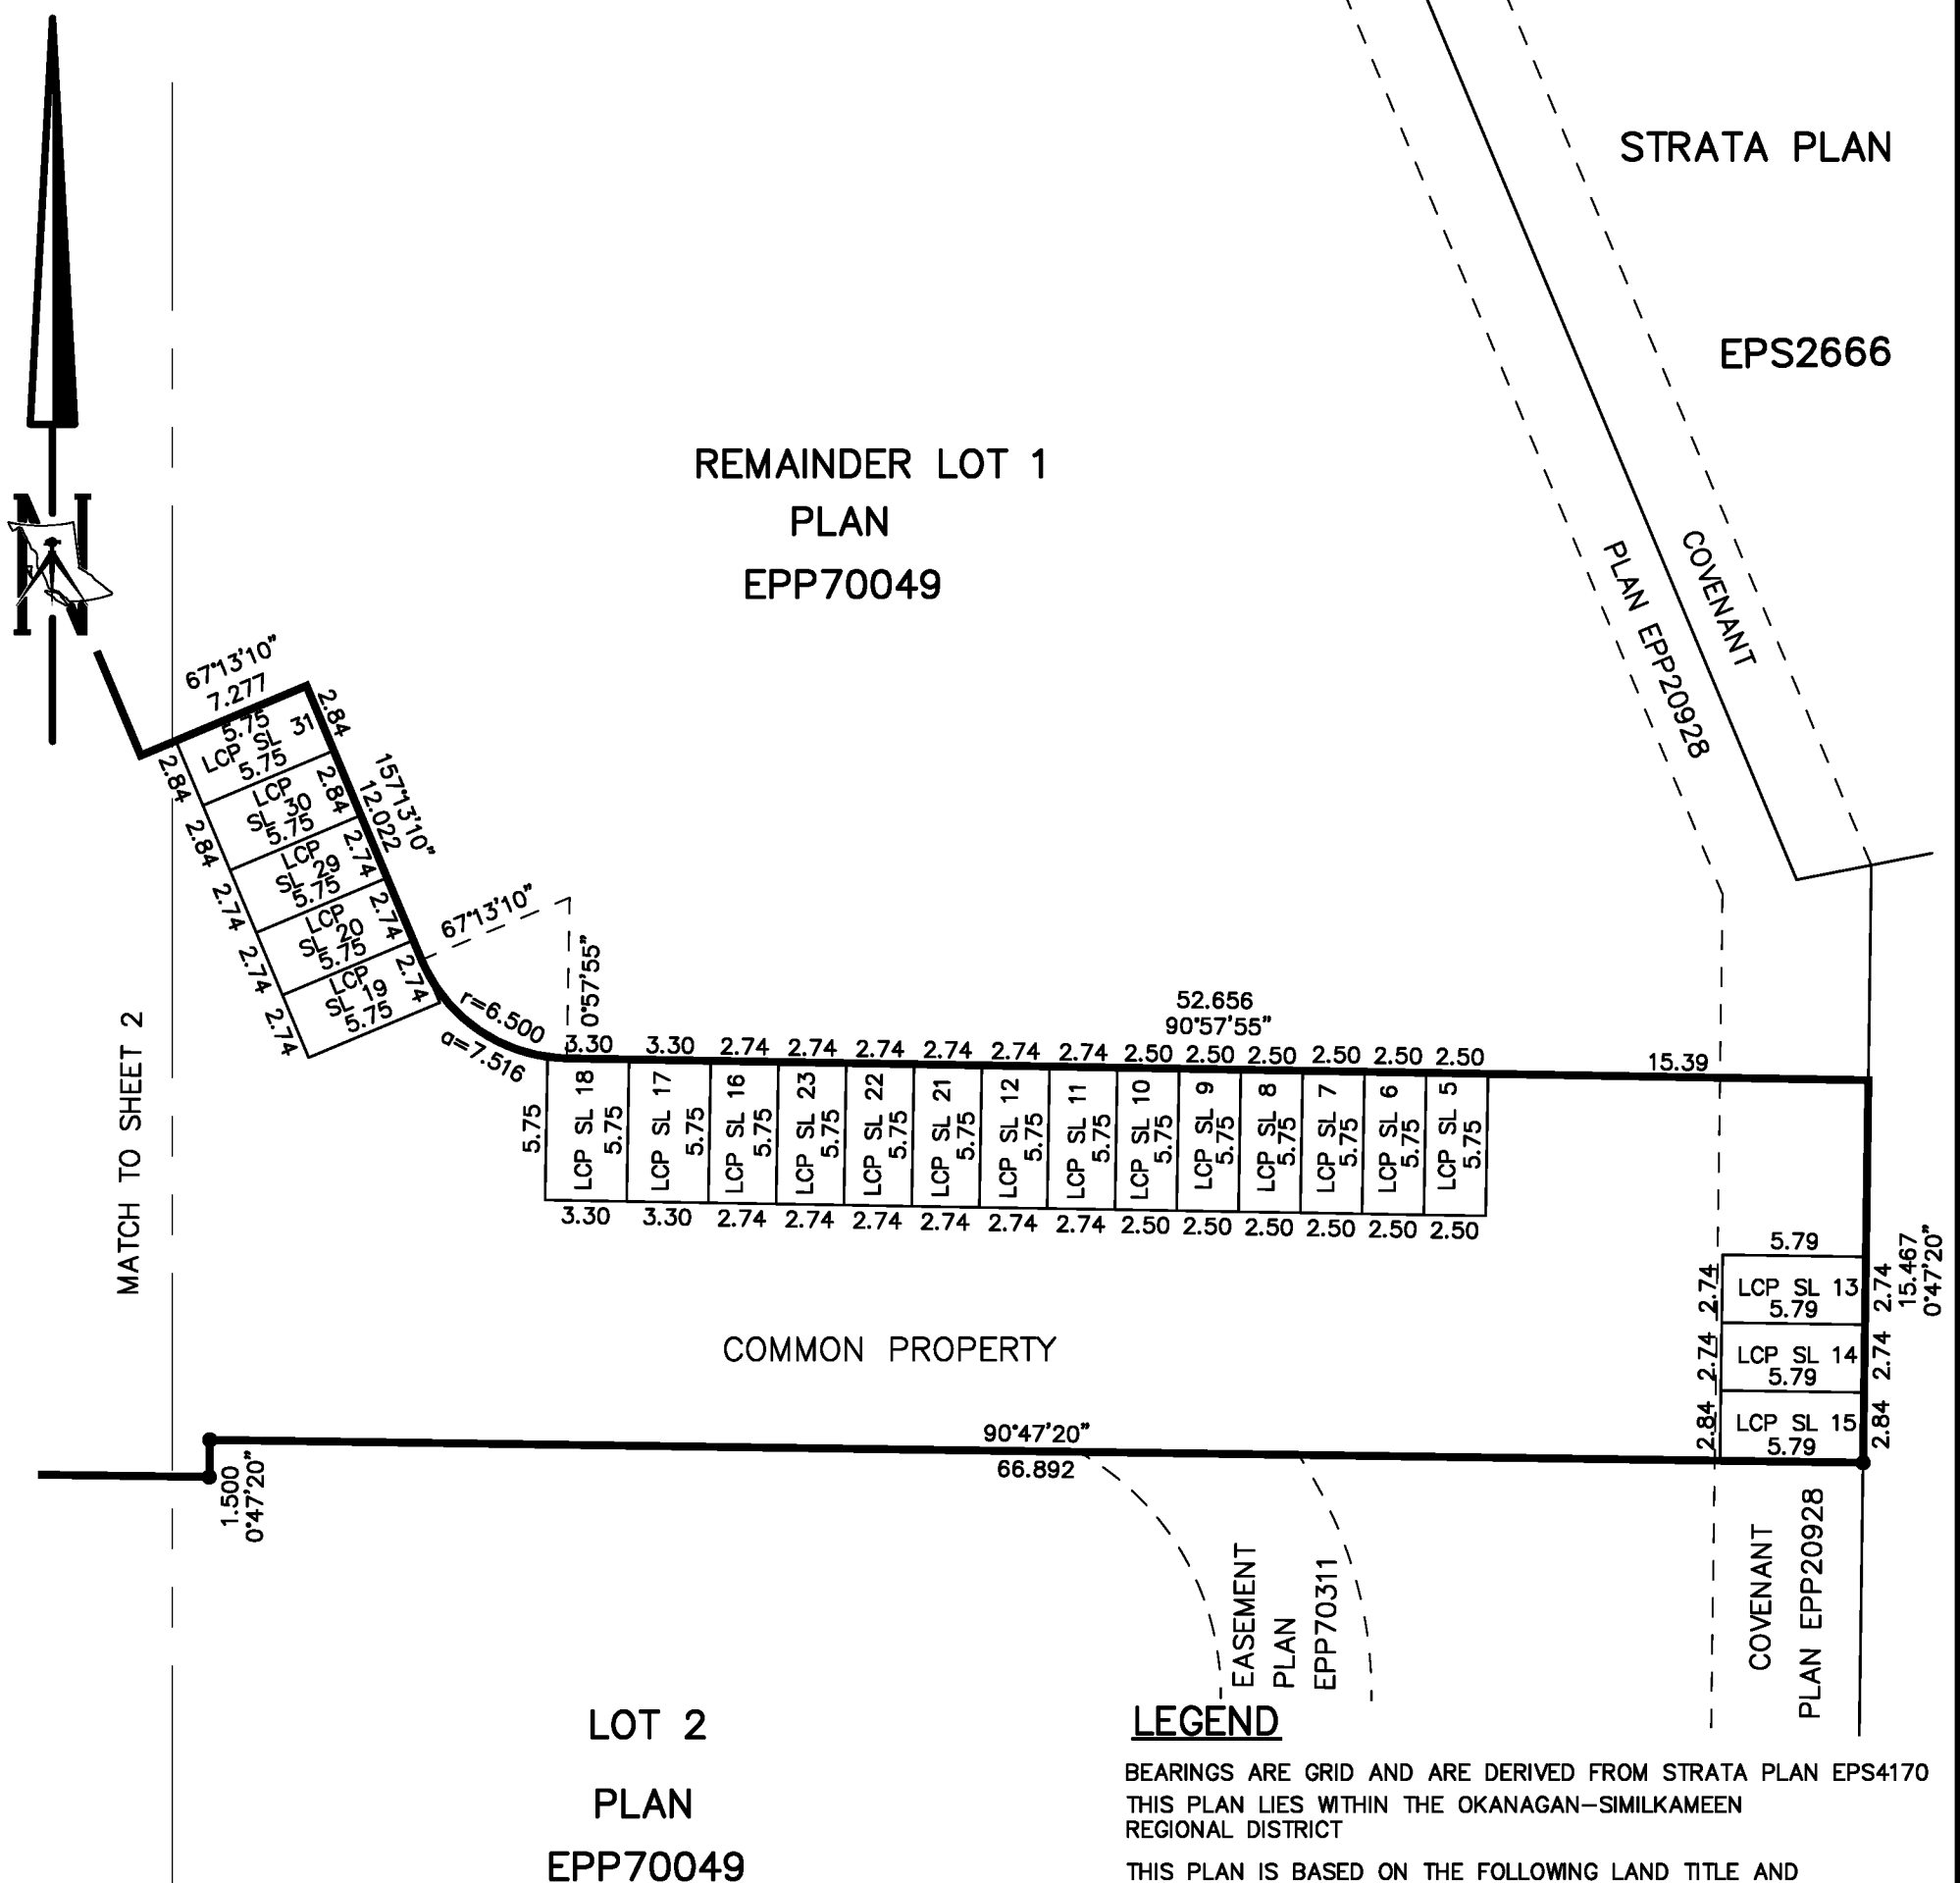 STRATA PLAN
EPS2666
REMAINDER LOT 1
PLAN
EPP70049
N
COVENANT
PLAN EPP20928
67°13'10"
7.277
5.75
LCP SL 31
5.75
2.84
2.84
LCP
SL 30
5.75
2.84
2.84
157°13'10"
12.022
LCP
SL 29
5.75
2.74
2.74
LCP
SL 20
5.75
2.74
2.74
LCP
SL 19
5.75
2.74
2.74
67°13'10"
0°57'55"
r=6.500
a=7.516
52.656
90°57'55"
3.30 3.30 2.74 2.74 2.74 2.74 2.74 2.74 2.50 2.50 2.50 2.50 2.50 2.50
15.39
5.75
LCP SL 18
5.75
LCP SL 17
5.75
LCP SL 16
5.75
LCP SL 23
5.75
LCP SL 22
5.75
LCP SL 21
5.75
LCP SL 12
5.75
LCP SL 11
5.75
LCP SL 10
5.75
LCP SL 9
5.75
LCP SL 8
5.75
LCP SL 7
5.75
LCP SL 6
5.75
LCP SL 5
5.75
3.30 3.30 2.74 2.74 2.74 2.74 2.74 2.74 2.50 2.50 2.50 2.50 2.50 2.50
MATCH TO SHEET 2
5.79
2.74
LCP SL 13
5.79
2.74
15.467
0°47'20"
2.74
LCP SL 14
5.79
2.74
2.84
LCP SL 15
5.79
2.84
COMMON PROPERTY
90°47'20"
66.892
1.500
0°47'20"
EASEMENT
PLAN
EPP70311
COVENANT
PLAN EPP20928
LOT 2
PLAN
EPP70049
LEGEND
BEARINGS ARE GRID AND ARE DERIVED FROM STRATA PLAN EPS4170
THIS PLAN LIES WITHIN THE OKANAGAN-SIMILKAMEEN
REGIONAL DISTRICT
THIS PLAN IS BASED ON THE FOLLOWING LAND TITLE AND